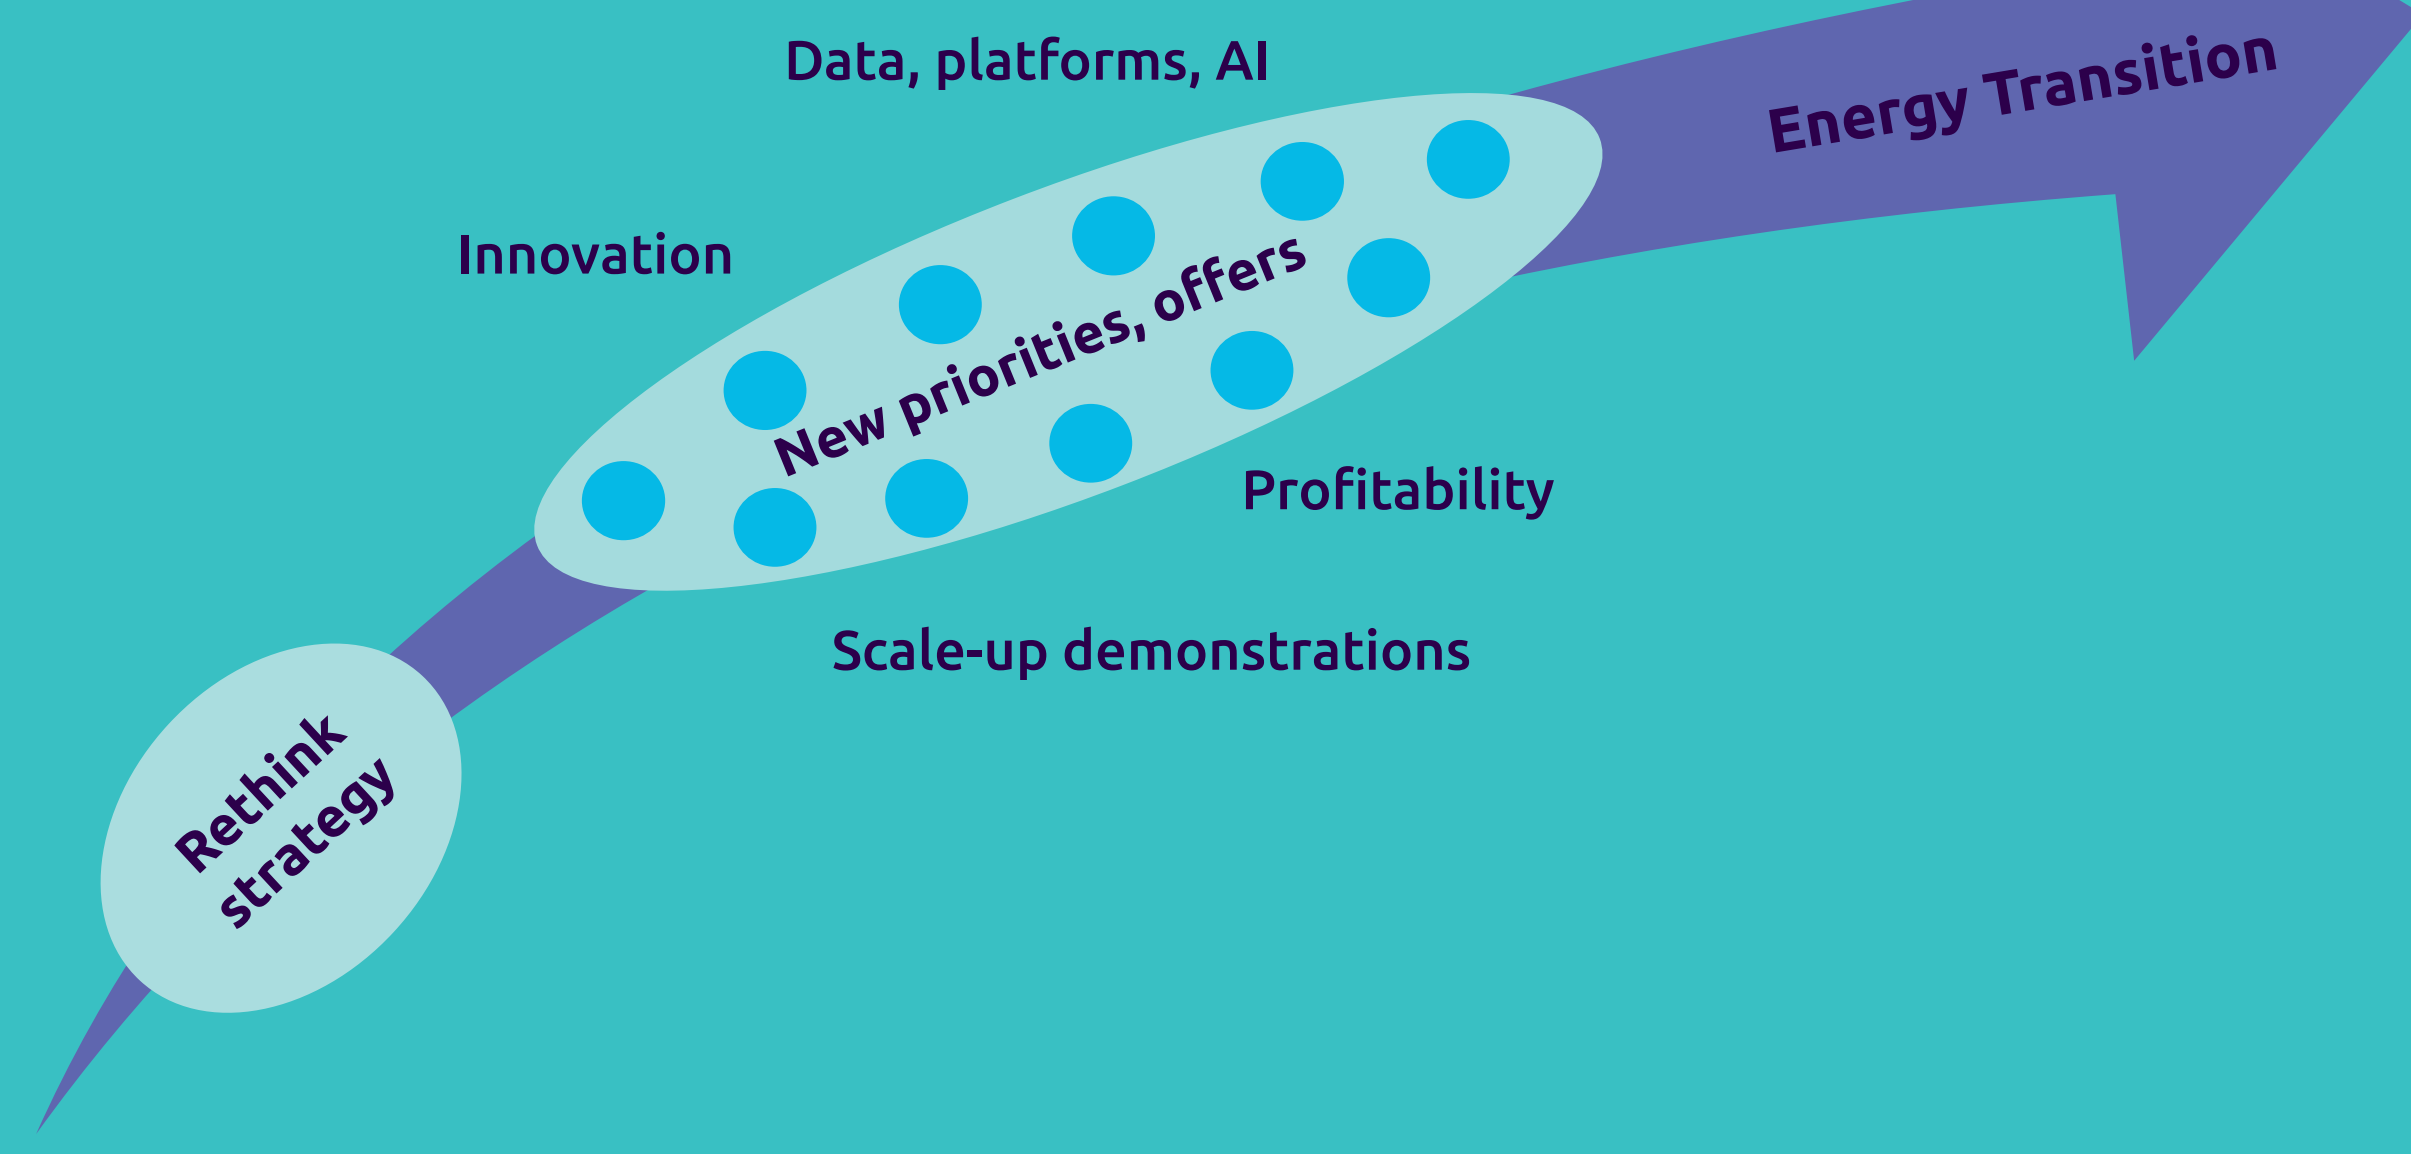 Data, platforms, AI
Energy Transition
Innovation
New priorities, offers
Profitability
Scale-up demonstrations
Rethink
strategy